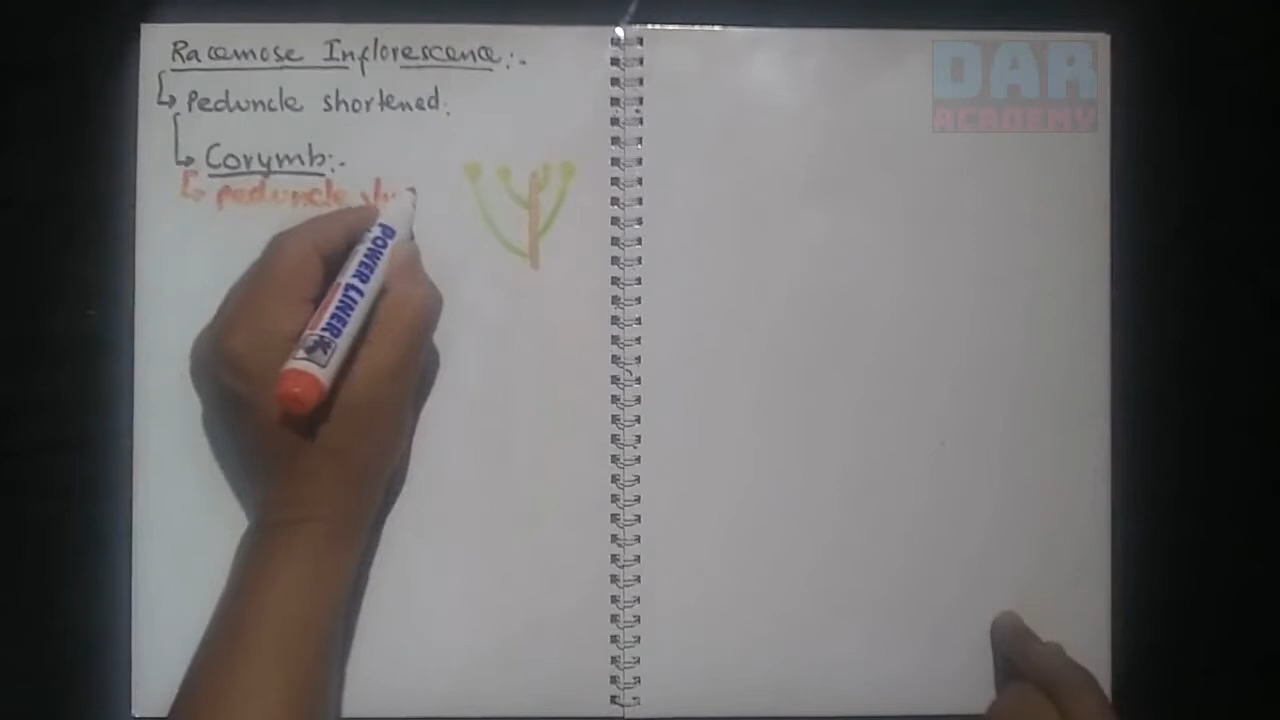 Racemose Inflorescence:-
Peduncle shortened.
Corymb:-
peduncle
POWER LINER
DAR
ACADEMY